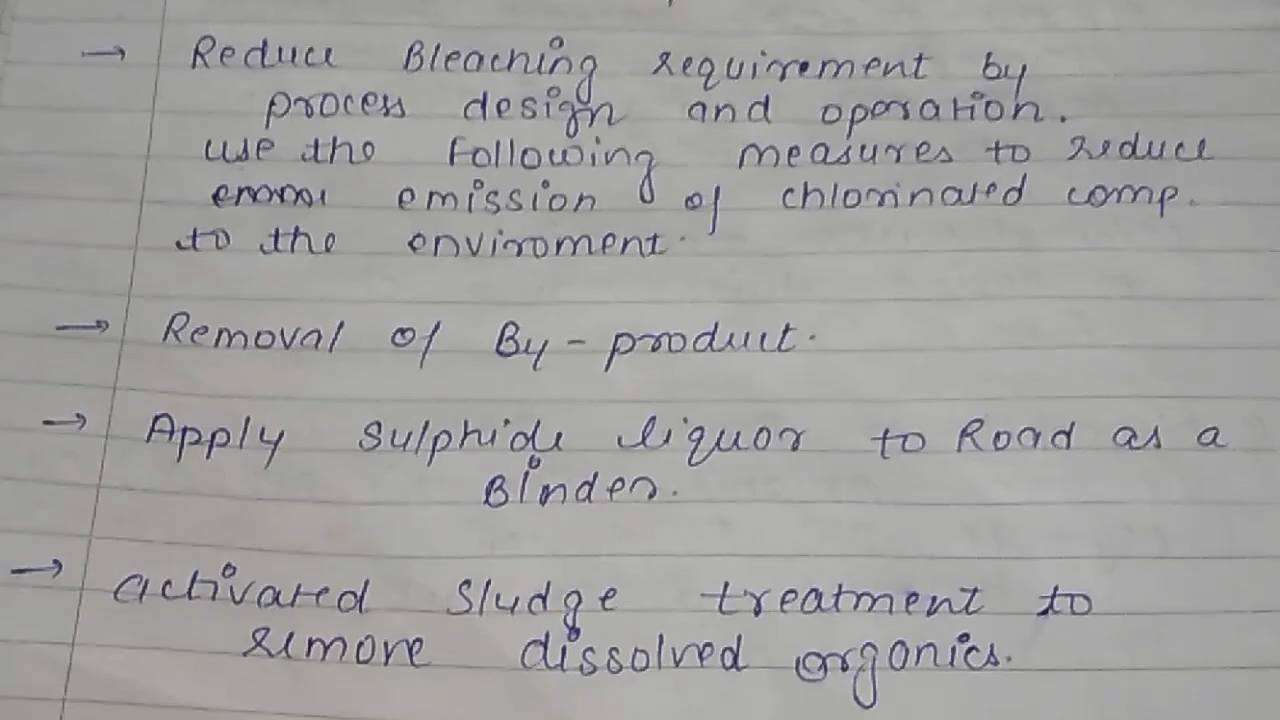 → Reduce Bleaching requirement by
process design and operation.
use the following measures to reduce
emission of chlorinated comp.
to the enviroment.
→ Removal of By-product.
→ Apply sulphide liquor to Road as a
Binder.
→ activated sludge treatment to
remove dissolved organics.